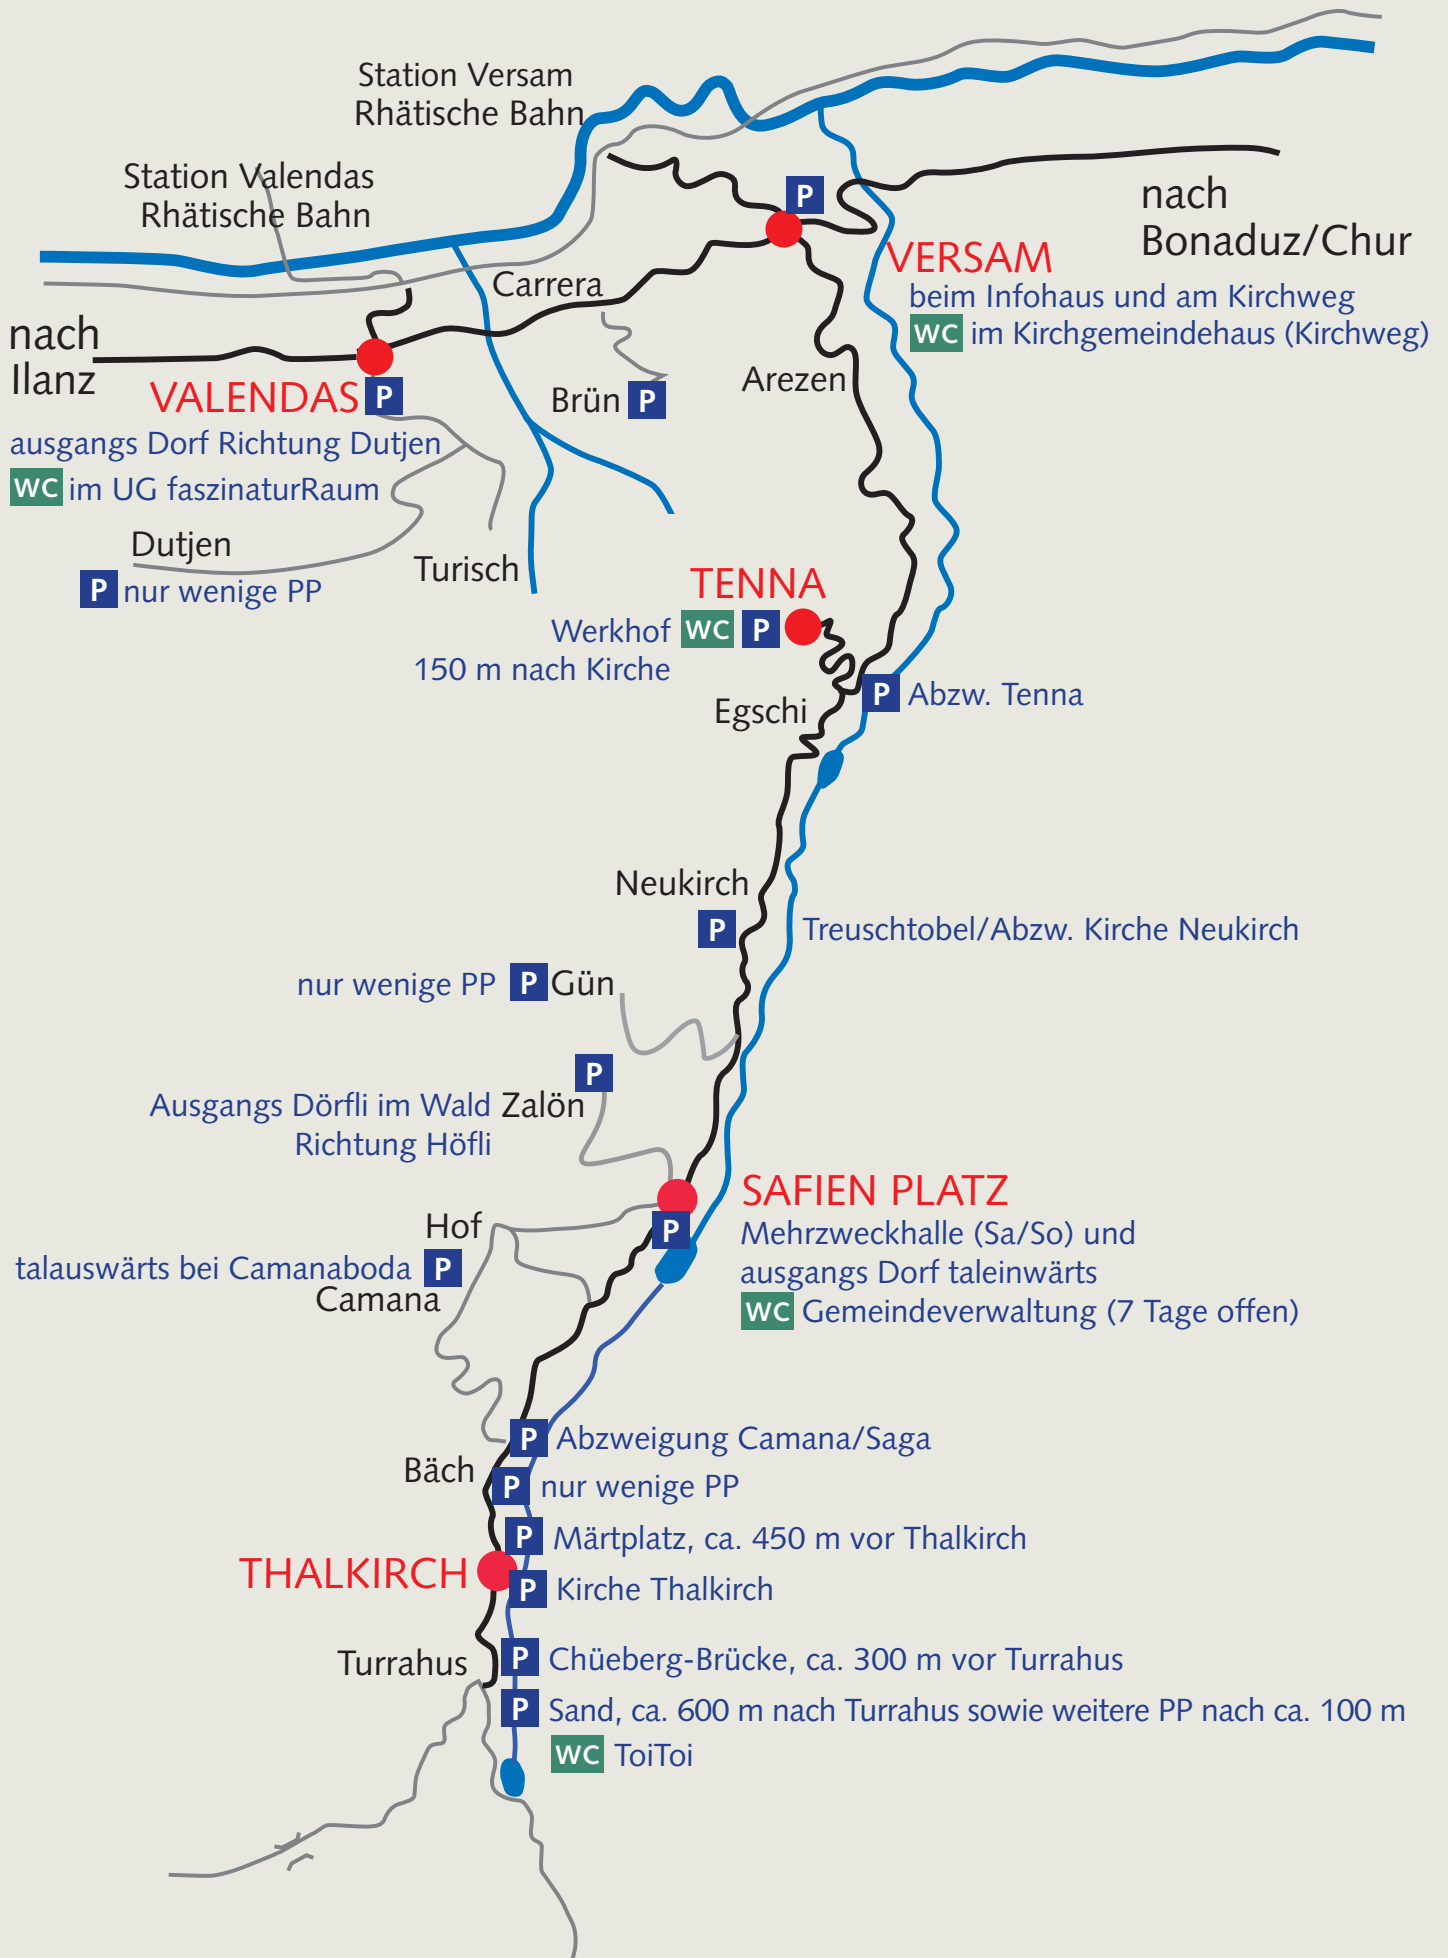 Station Versam
Rhätische Bahn
Station Valendas
Rhätische Bahn
P
nach
Bonaduz/Chur
VERSAM
beim Infohaus und am Kirchweg
WC im Kirchgemeindehaus (Kirchweg)
Carrera
nach
Ilanz
VALENDAS P
ausgangs Dorf Richtung Dutjen
WC im UG faszinaturRaum
Brün P
Arezen
Dutjen
P nur wenige PP
Turisch
TENNA
Werkhof WC P
150 m nach Kirche
P Abzw. Tenna
Egschi
Neukirch
P Treuschtobel/Abzw. Kirche Neukirch
nur wenige PP P Gün
P
Ausgangs Dörfli im Wald Zalön
Richtung Höfli
SAFIEN PLATZ
P
Mehrzweckhalle (Sa/So) und
ausgangs Dorf taleinwärts
WC Gemeindeverwaltung (7 Tage offen)
Hof
talauswärts bei Camanaboda P
Camana
P Abzweigung Camana/Saga
Bäch
P nur wenige PP
P Märtplatz, ca. 450 m vor Thalkirch
THALKIRCH
P Kirche Thalkirch
Turrahus
P Chüeberg-Brücke, ca. 300 m vor Turrahus
P Sand, ca. 600 m nach Turrahus sowie weitere PP nach ca. 100 m
WC ToiToi